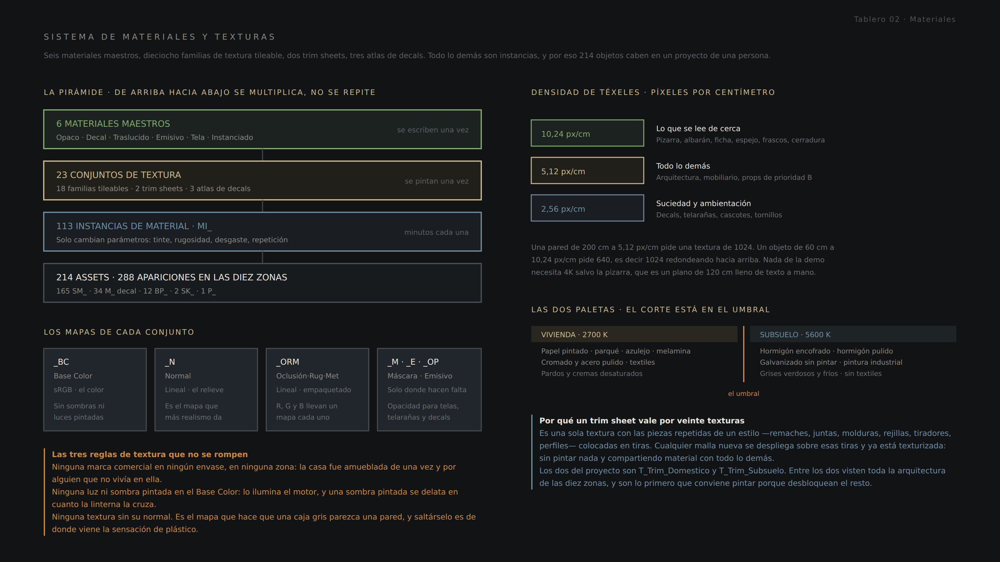 Tablero 02 · Materiales
SISTEMA DE MATERIALES Y TEXTURAS
Seis materiales maestros, dieciocho familias de textura tileable, dos trim sheets, tres atlas de decals. Todo lo demás son instancias, y por eso 214 objetos caben en un proyecto de una persona.
LA PIRÁMIDE · DE ARRIBA HACIA ABAJO SE MULTIPLICA, NO SE REPITE
6 MATERIALES MAESTROS
Opaco · Decal · Traslucido · Emisivo · Tela · Instanciado
se escriben una vez
23 CONJUNTOS DE TEXTURA
18 familias tileables · 2 trim sheets · 3 atlas de decals
se pintan una vez
113 INSTANCIAS DE MATERIAL · MI_
Solo cambian parámetros: tinte, rugosidad, desgaste, repetición
minutos cada una
214 ASSETS · 288 APARICIONES EN LAS DIEZ ZONAS
165 SM_ · 34 M_ decal · 12 BP_ · 2 SK_ · 1 P_
LOS MAPAS DE CADA CONJUNTO
_BC
Base Color
sRGB · el color
Sin sombras ni
luces pintadas
_N
Normal
Lineal · el relieve
Es el mapa que
más realismo da
_ORM
Oclusión·Rug·Met
Lineal · empaquetado
R, G y B llevan un
mapa cada uno
_M · _E · _OP
Máscara · Emisivo
Solo donde hacen falta
Opacidad para telas,
telarañas y decals
Las tres reglas de textura que no se rompen
Ninguna marca comercial en ningún envase, en ninguna zona: la casa fue amueblada de una vez y por
alguien que no vivía en ella.
Ninguna luz ni sombra pintada en el Base Color: lo ilumina el motor, y una sombra pintada se delata en
cuanto la linterna la cruza.
Ninguna textura sin su normal. Es el mapa que hace que una caja gris parezca una pared, y saltárselo es de
donde viene la sensación de plástico.
DENSIDAD DE TÉXELES · PÍXELES POR CENTÍMETRO
10,24 px/cm
Lo que se lee de cerca
Pizarra, albarán, ficha, espejo, frascos, cerradura
5,12 px/cm
Todo lo demás
Arquitectura, mobiliario, props de prioridad B
2,56 px/cm
Suciedad y ambientación
Decals, telarañas, cascotes, tornillos
Una pared de 200 cm a 5,12 px/cm pide una textura de 1024. Un objeto de 60 cm a
10,24 px/cm pide 640, es decir 1024 redondeando hacia arriba. Nada de la demo
necesita 4K salvo la pizarra, que es un plano de 120 cm lleno de texto a mano.
LAS DOS PALETAS · EL CORTE ESTÁ EN EL UMBRAL
VIVIENDA · 2700 K
Papel pintado · parqué · azulejo · melamina
Cromado y acero pulido · textiles
Pardos y cremas desaturados
SUBSUELO · 5600 K
Hormigón encofrado · hormigón pulido
Galvanizado sin pintar · pintura industrial
Grises verdosos y fríos · sin textiles
el umbral
Por qué un trim sheet vale por veinte texturas
Es una sola textura con las piezas repetidas de un estilo —remaches, juntas, molduras, rejillas, tiradores,
perfiles— colocadas en tiras. Cualquier malla nueva se despliega sobre esas tiras y ya está texturizada:
sin pintar nada y compartiendo material con todo lo demás.
Los dos del proyecto son T_Trim_Domestico y T_Trim_Subsuelo. Entre los dos visten toda la arquitectura
de las diez zonas, y son lo primero que conviene pintar porque desbloquean el resto.